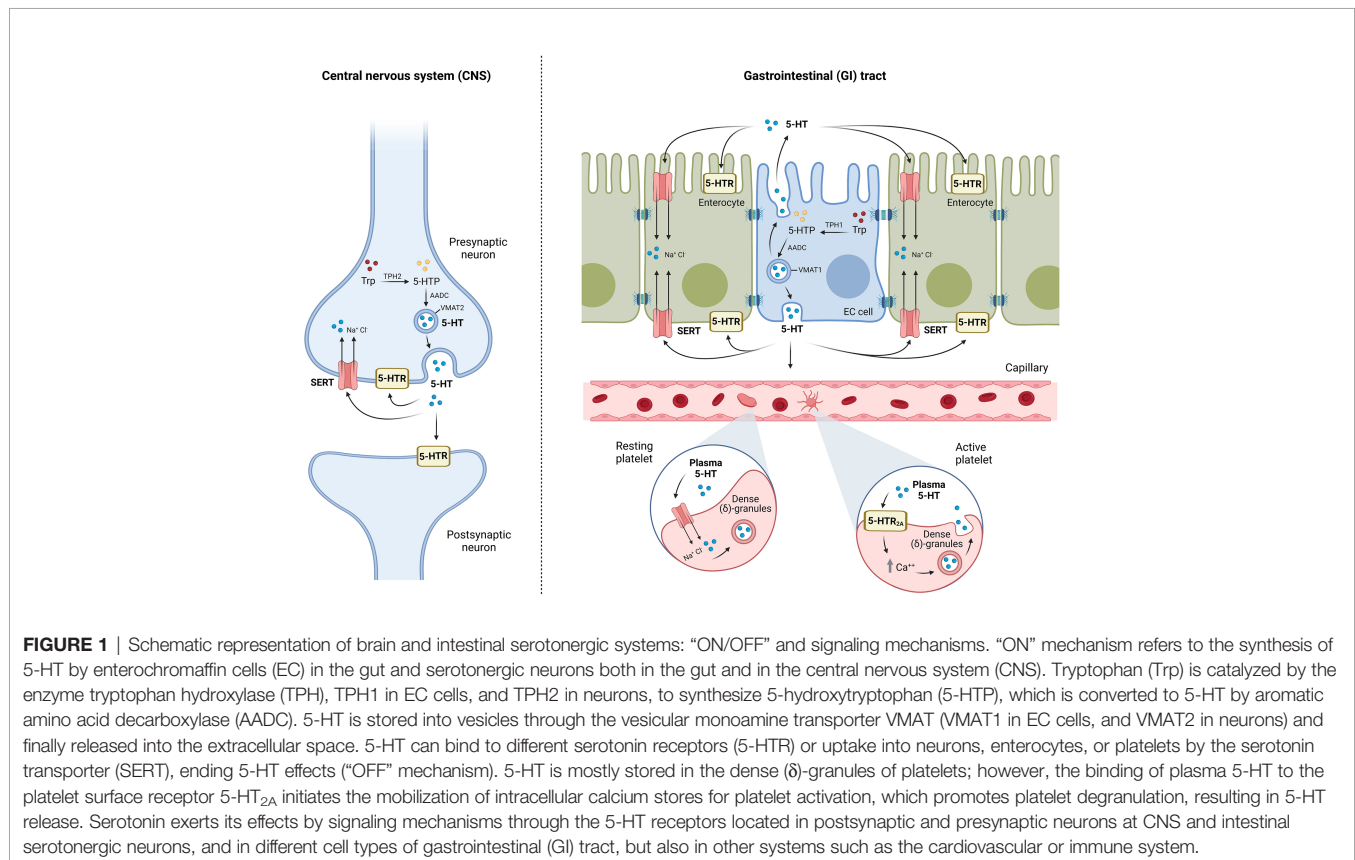 Central nervous system (CNS)
Presynaptic
neuron
Trp
TPH2
5-HTP
AADC
VMAT2
5-HT
Na⁺ Cl⁻
SERT
5-HTR
5-HT
5-HTR
Postsynaptic
neuron
Gastrointestinal (GI) tract
5-HT
5-HTR
Enterocyte
5-HTR
Enterocyte
5-HTP
TPH1
Trp
AADC
VMAT1
Na⁺ Cl⁻
Na⁺ Cl⁻
EC cell
SERT
5-HTR
5-HT
SERT
5-HTR
Capillary
Resting
platelet
Plasma
5-HT
Dense
(δ)-granules
Na⁺ Cl⁻
Active
platelet
Plasma
5-HT
5-HTR₂A
Dense
(δ)-granules
Ca⁺⁺
FIGURE 1 | Schematic representation of brain and intestinal serotonergic systems: “ON/OFF” and signaling mechanisms. “ON” mechanism refers to the synthesis of
5-HT by enterochromaffin cells (EC) in the gut and serotonergic neurons both in the gut and in the central nervous system (CNS). Tryptophan (Trp) is catalyzed by the
enzyme tryptophan hydroxylase (TPH), TPH1 in EC cells, and TPH2 in neurons, to synthesize 5-hydroxytryptophan (5-HTP), which is converted to 5-HT by aromatic
amino acid decarboxylase (AADC). 5-HT is stored into vesicles through the vesicular monoamine transporter VMAT (VMAT1 in EC cells, and VMAT2 in neurons) and
finally released into the extracellular space. 5-HT can bind to different serotonin receptors (5-HTR) or uptake into neurons, enterocytes, or platelets by the serotonin
transporter (SERT), ending 5-HT effects (“OFF” mechanism). 5-HT is mostly stored in the dense (δ)-granules of platelets; however, the binding of plasma 5-HT to the
platelet surface receptor 5-HT₂A initiates the mobilization of intracellular calcium stores for platelet activation, which promotes platelet degranulation, resulting in 5-HT
release. Serotonin exerts its effects by signaling mechanisms through the 5-HT receptors located in postsynaptic and presynaptic neurons at CNS and intestinal
serotonergic neurons, and in different cell types of gastrointestinal (GI) tract, but also in other systems such as the cardiovascular or immune system.